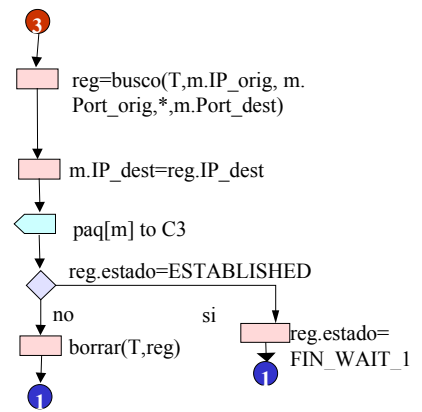 3
reg=busco(T,m.IP_orig, m.
Port_orig,*,m.Port_dest)
m.IP_dest=reg.IP_dest
paq[m] to C3
reg.estado=ESTABLISHED
no
si
borrar(T,reg)
reg.estado=
FIN_WAIT_1
1
1